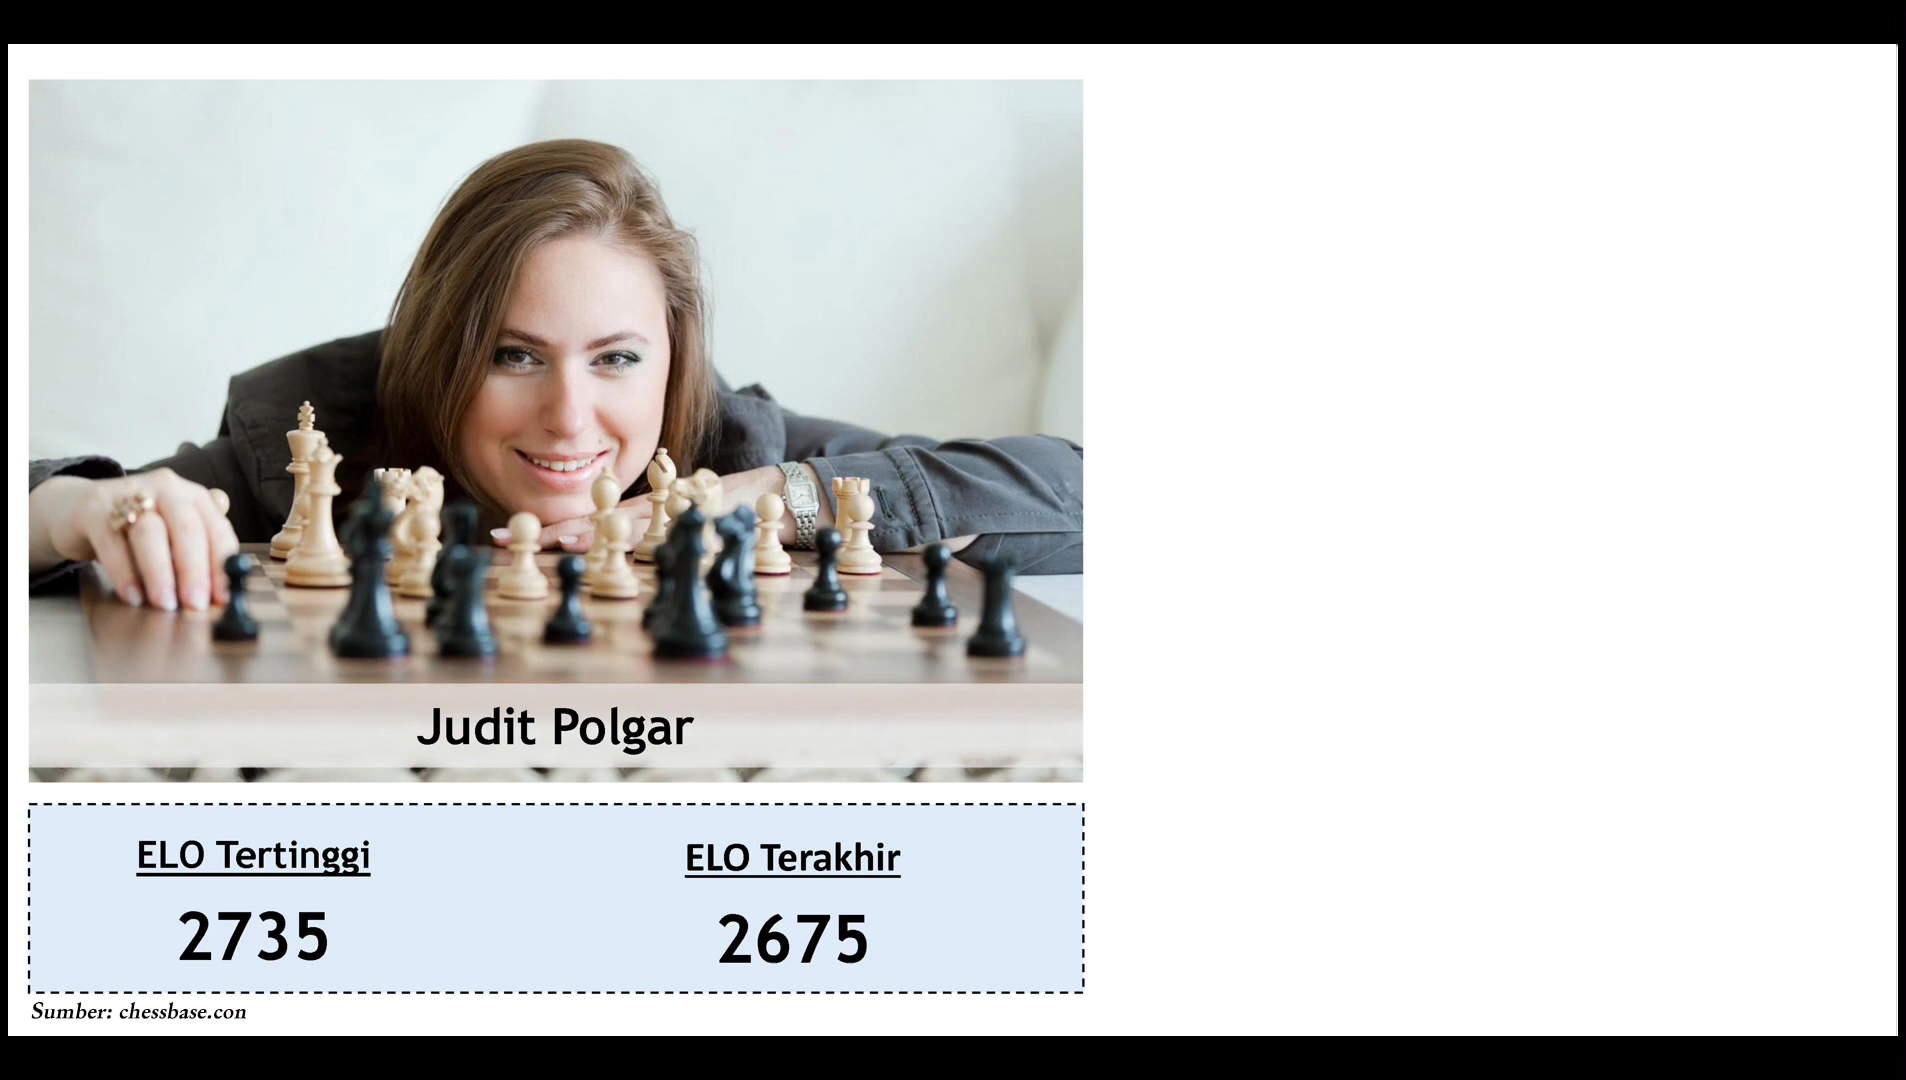 Judit Polgar
ELO Tertinggi
2735
ELO Terakhir
2675
Sumber: chessbase.con